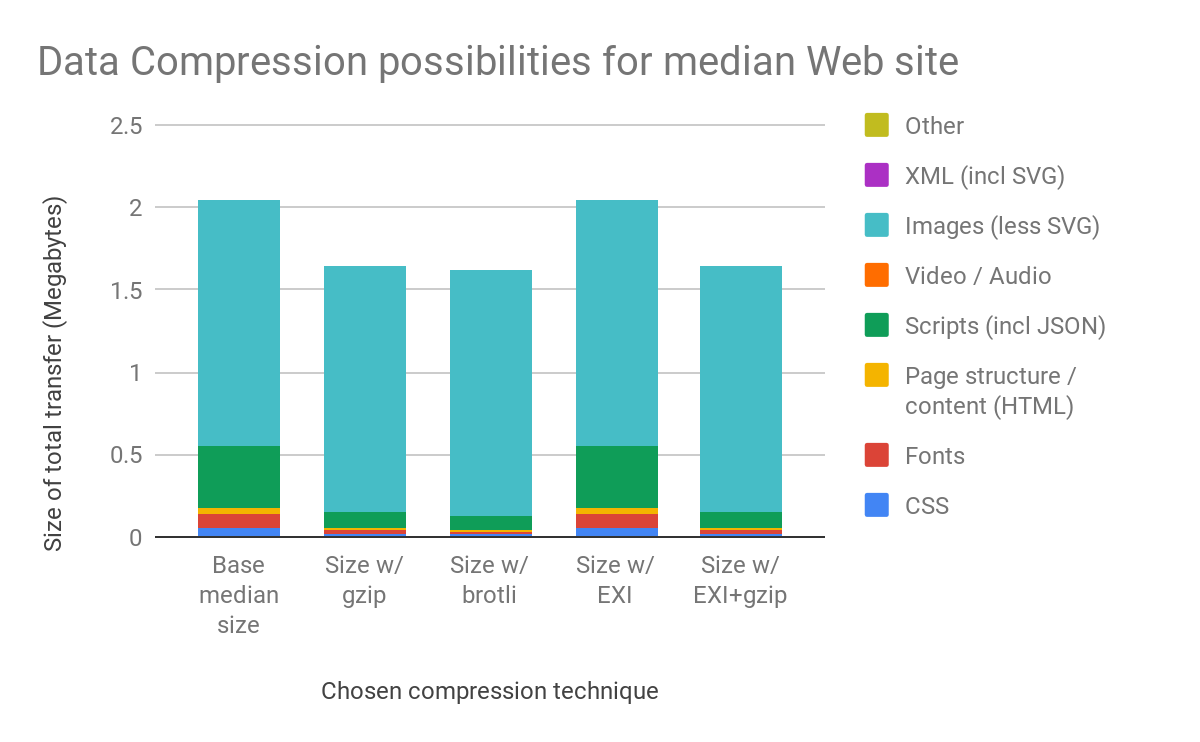 Data Compression possibilities for median Web site
Size of total transfer (Megabytes)
2.5
2
1.5
1
0.5
0
Base
median
size
Size w/
gzip
Size w/
brotli
Size w/
EXI
Size w/
EXI+gzip
Chosen compression technique
Other
XML (incl SVG)
Images (less SVG)
Video / Audio
Scripts (incl JSON)
Page structure /
content (HTML)
Fonts
CSS